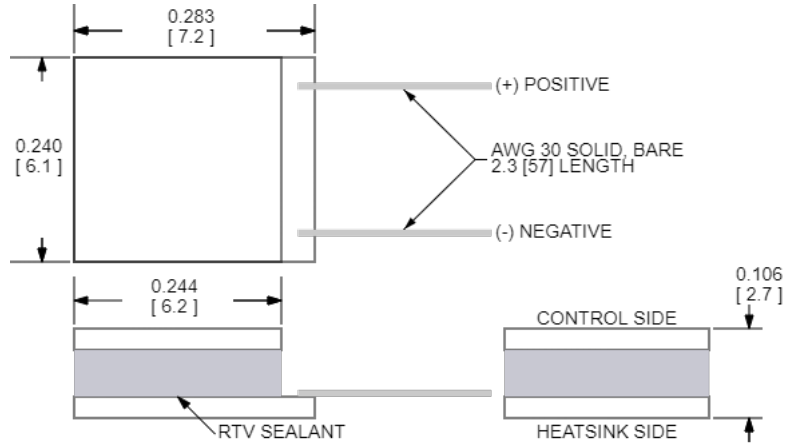 0.283
[ 7.2 ]
(+) POSITIVE
0.240
[ 6.1 ]
AWG 30 SOLID, BARE
2.3 [57] LENGTH
(-) NEGATIVE
0.244
[ 6.2 ]
0.106
[ 2.7 ]
CONTROL SIDE
RTV SEALANT
HEATSINK SIDE